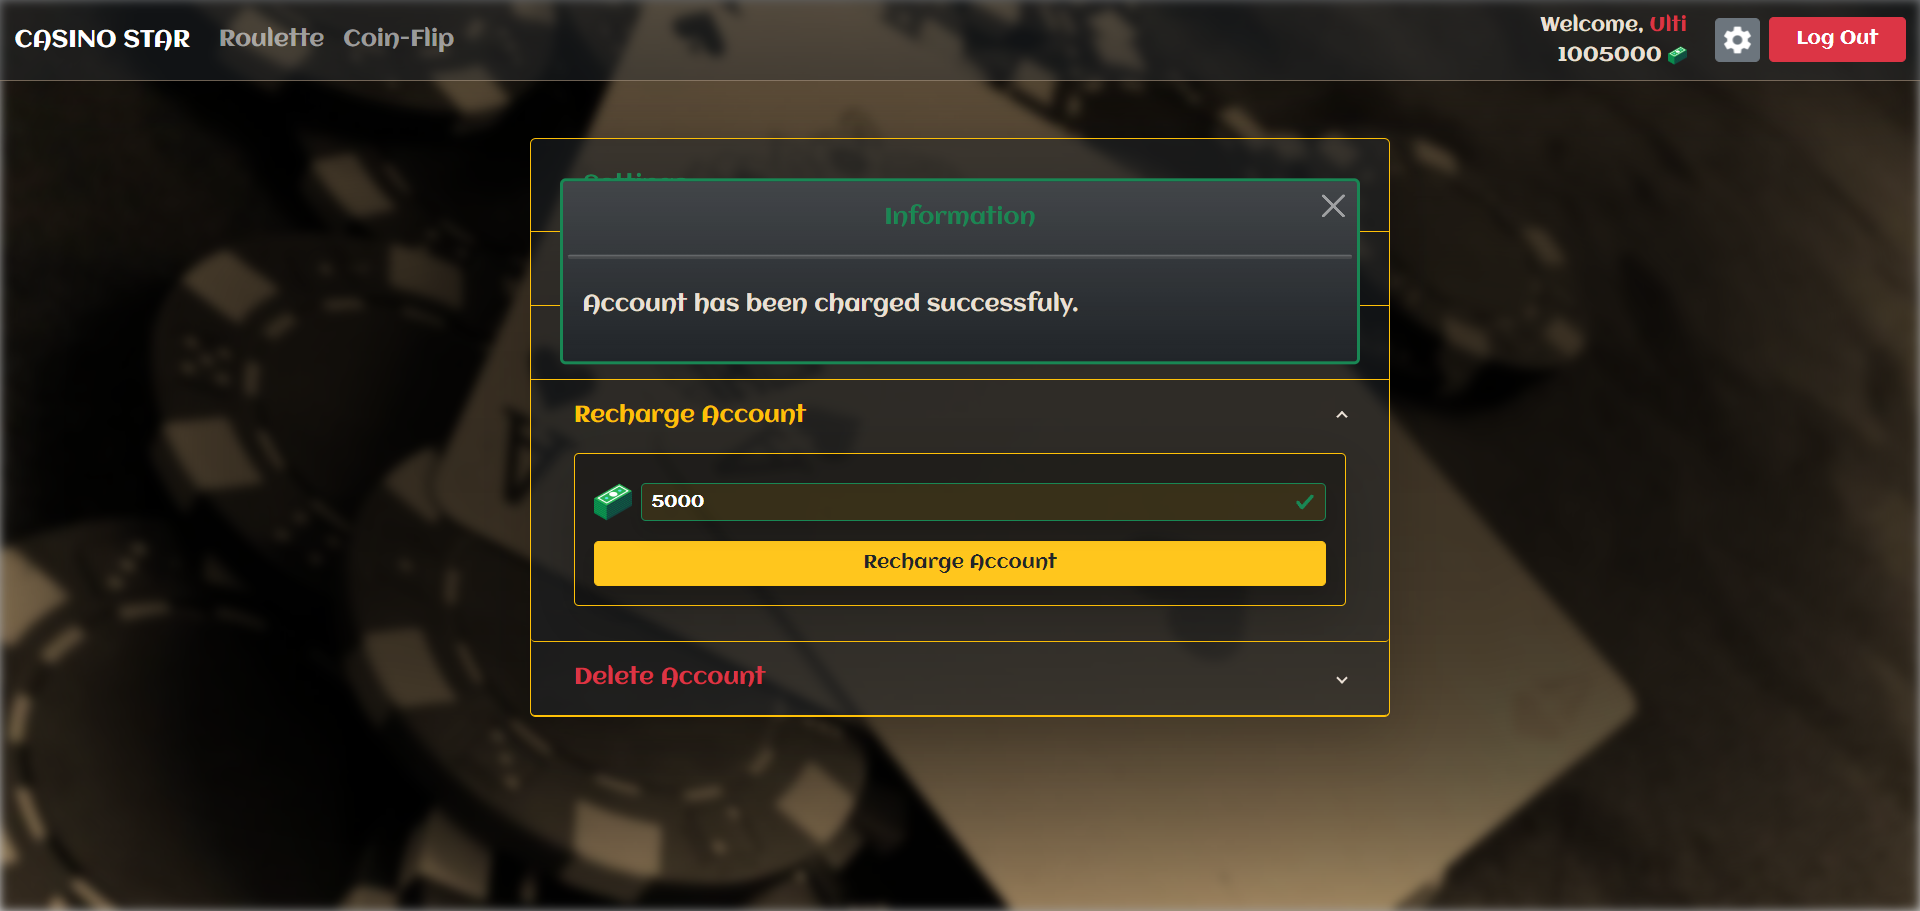 CASINO STAR Roulette Coin-Flip
Welcome, Ulti
1005000
Log Out
Information
Account has been charged successfuly.
Recharge Account
5000
Recharge Account
Delete Account